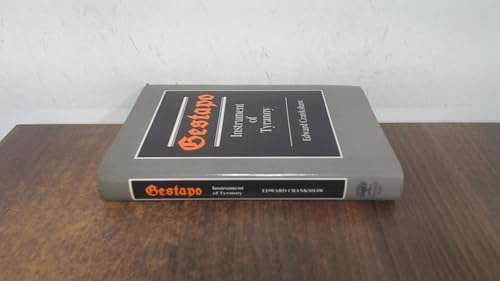 Gestapo
Instrument
of
Tyranny
Edward Crankshaw
Gestapo
Instrument
of Tyranny
EDWARD CRANKSHAW